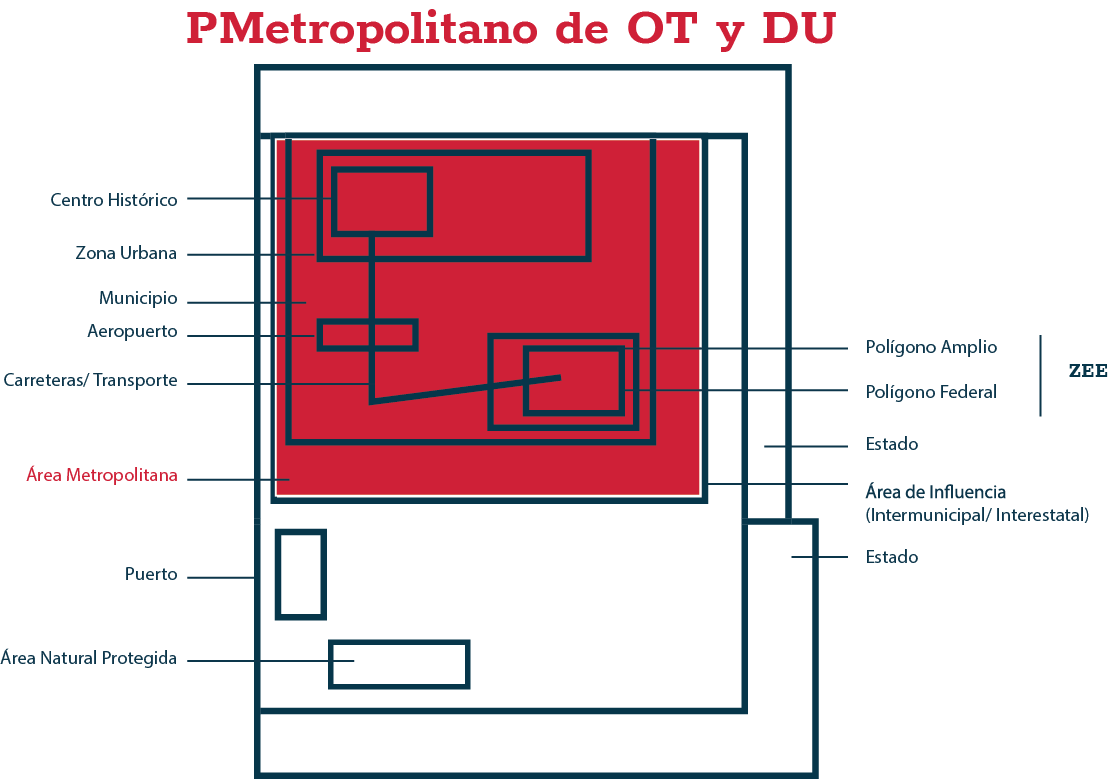 PMetropolitano de OT y DU
Centro Histórico
Zona Urbana
Municipio
Aeropuerto
Carreteras/ Transporte
Área Metropolitana
Puerto
Área Natural Protegida
Polígono Amplio
Polígono Federal
ZEE
Estado
Área de Influencia
(Intermunicipal/ Interestatal)
Estado